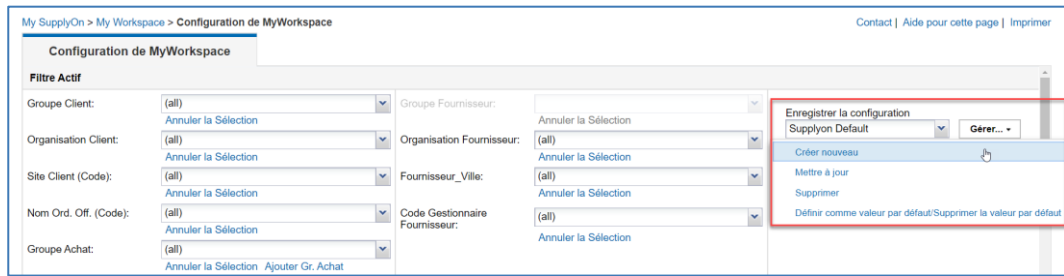 My SupplyOn > My Workspace > Configuration de MyWorkspace
Contact | Aide pour cette page | Imprimer
Configuration de MyWorkspace
Filtre Actif
Groupe Client: (all)
Annuler la Sélection
Groupe Fournisseur:
Annuler la Sélection
Organisation Client: (all)
Annuler la Sélection
Organisation Fournisseur: (all)
Annuler la Sélection
Site Client (Code): (all)
Annuler la Sélection
Fournisseur_Ville: (all)
Annuler la Sélection
Nom Ord. Off. (Code): (all)
Annuler la Sélection
Code Gestionnaire
Fournisseur:
(all)
Annuler la Sélection
Groupe Achat: (all)
Annuler la Sélection Ajouter Gr. Achat
Enregistrer la configuration
Supplyon Default Gérer...
Créer nouveau
Mettre à jour
Supprimer
Définir comme valeur par défaut/Supprimer la valeur par défaut